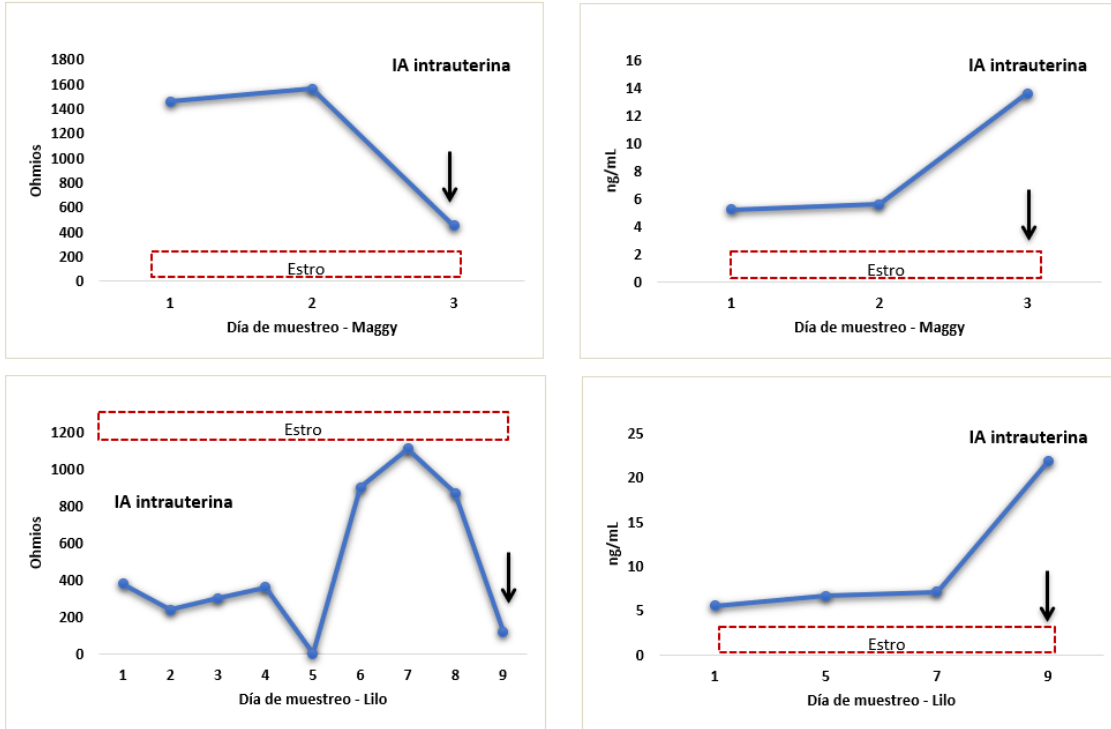 1800
1600
1400
1200
1000
800
600
400
200
0
Ohmios
IA intrauterina
Estro
1 2 3
Día de muestreo - Maggy
16
14
12
10
8
6
4
2
0
ng/mL
IA intrauterina
Estro
1 2 3
Día de muestreo - Maggy
Estro
1200
1000
800
600
400
200
0
Ohmios
IA intrauterina
1 2 3 4 5 6 7 8 9
Día de muestreo - Lilo
25
20
15
10
5
0
ng/mL
IA intrauterina
Estro
1 5 7 9
Día de muestreo - Lilo